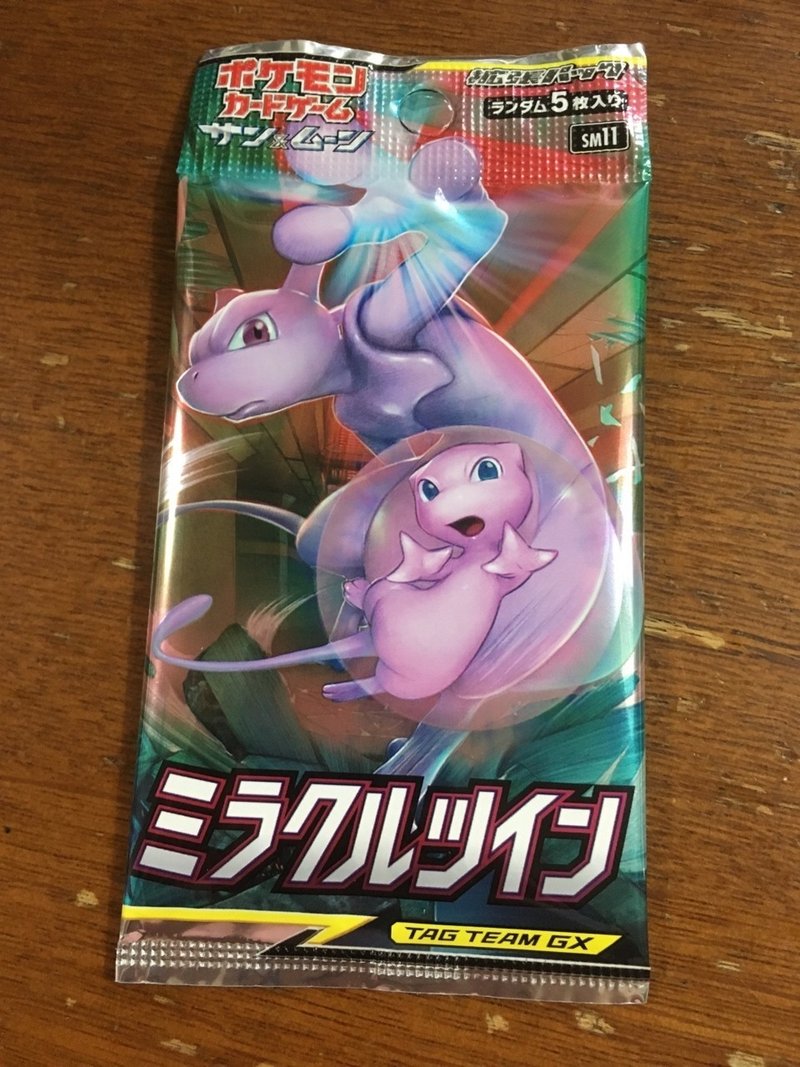 ポケモン
カードゲーム
サン&ムーン
拡張パック
ランダム5枚入り
SM11
ミラクルツイン
TAG TEAM GX